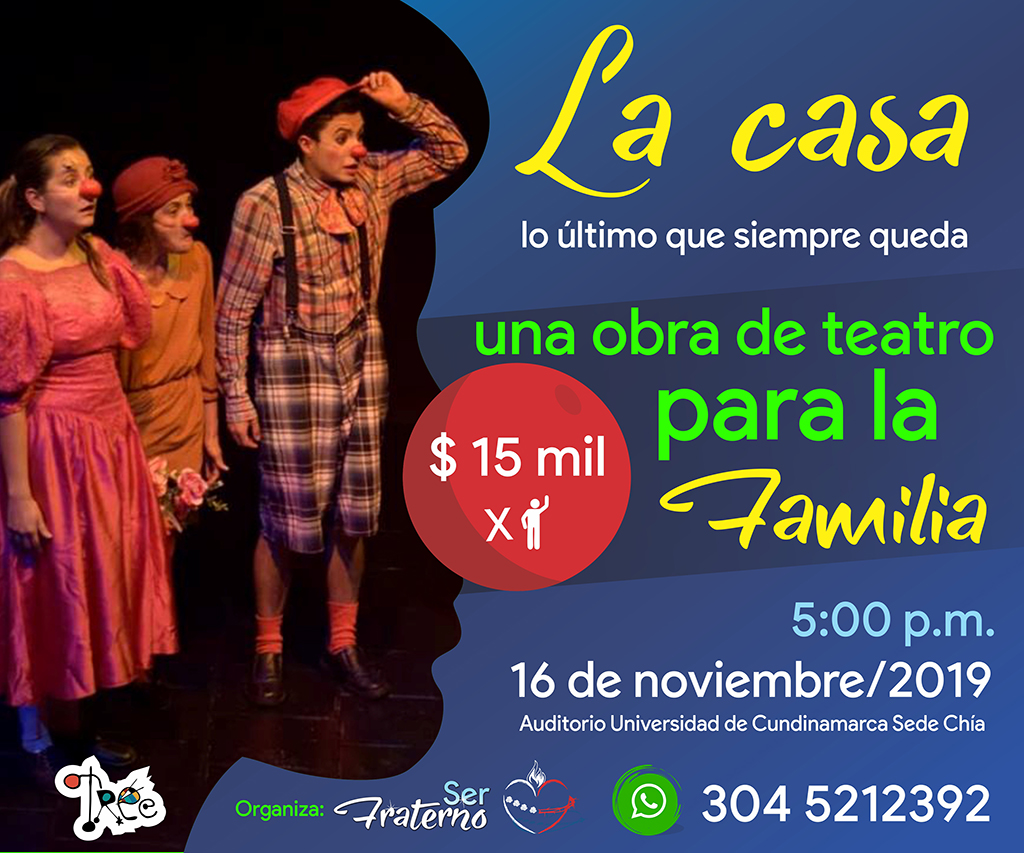 La casa
lo último que siempre queda
una obra de teatro
para la
Familia
$ 15 mil
X
5:00 p.m.
16 de noviembre/2019
Auditorio Universidad de Cundinamarca Sede Chía
Organiza: Ser Fraterno
304 5212392